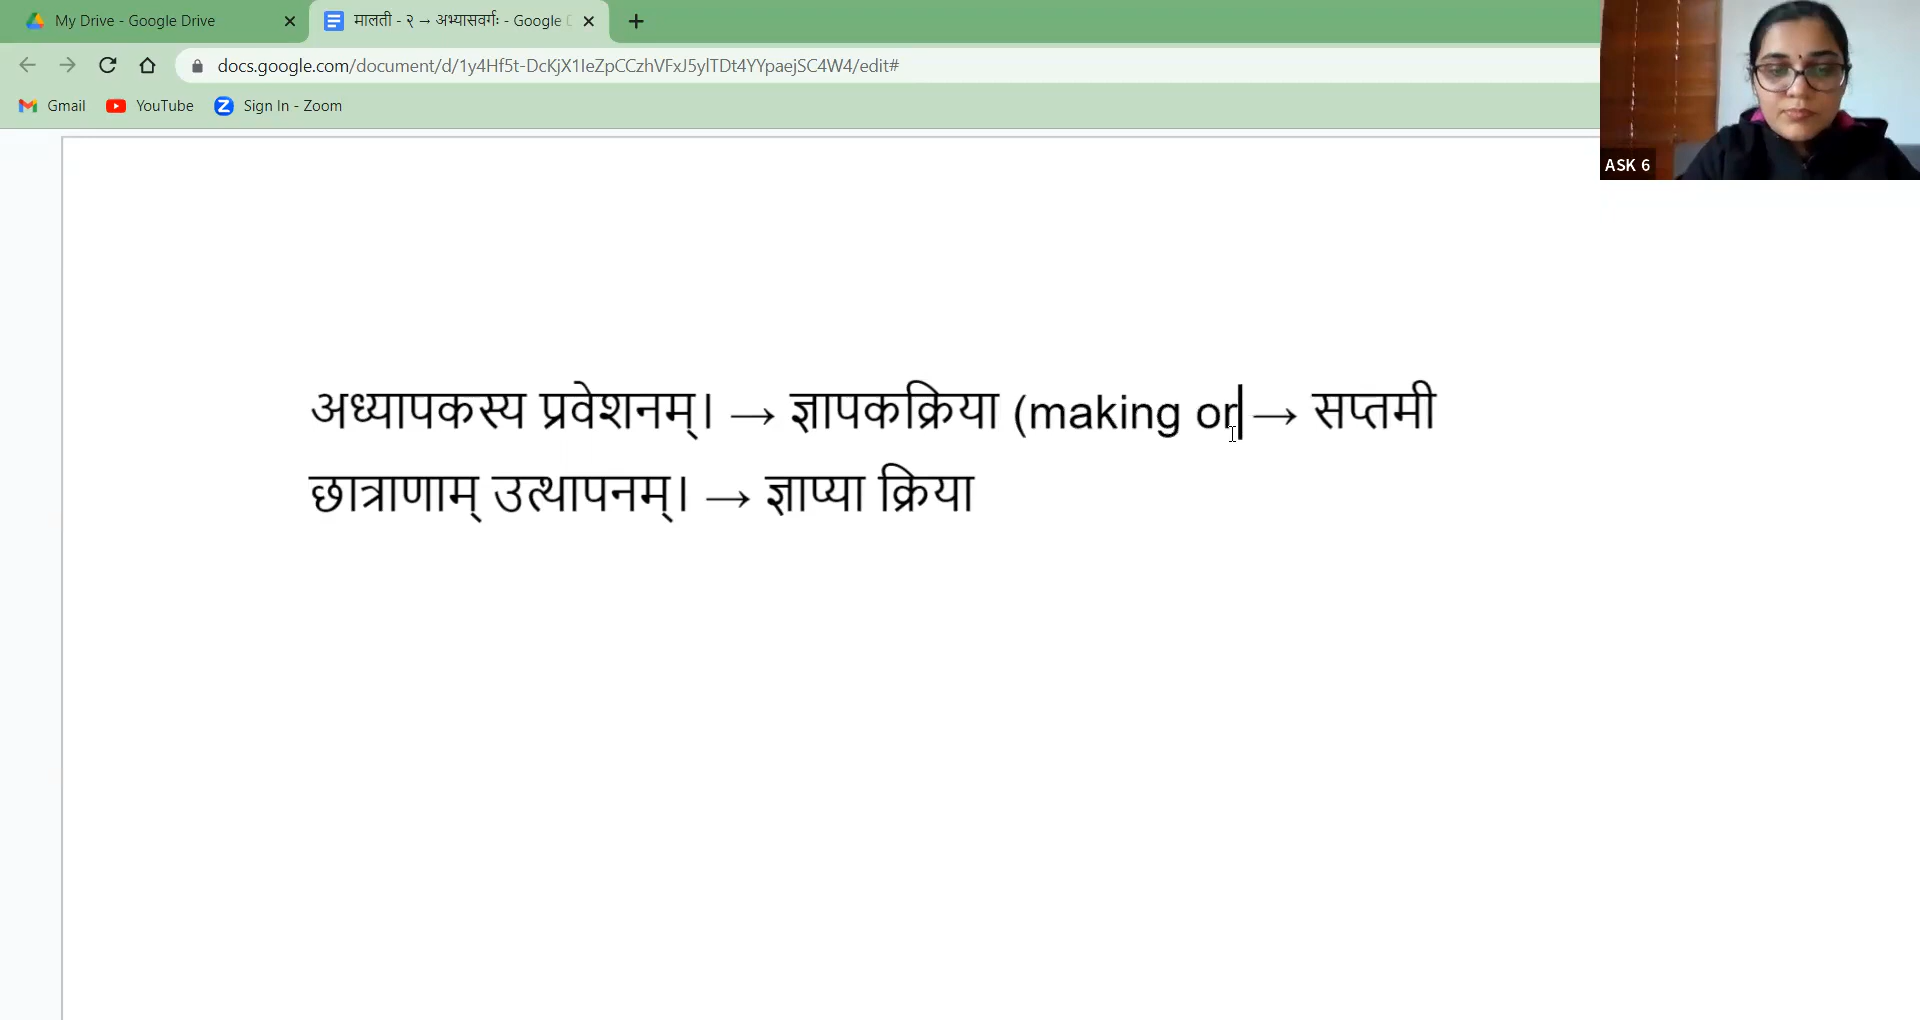 My Drive - Google Drive
मालती - २ → अभ्यासवर्गः - Google
docs.google.com/document/d/1y4Hf5t-DcKjX1IeZpCCzhVFxJ5ylTDt4YYpaejSC4W4/edit#
Gmail YouTube Sign In - Zoom
ASK 6
अध्यापकस्य प्रवेशनम्। → ज्ञापकक्रिया (making or → सप्तमी
छात्राणाम् उत्थापनम्। → ज्ञाप्या क्रिया